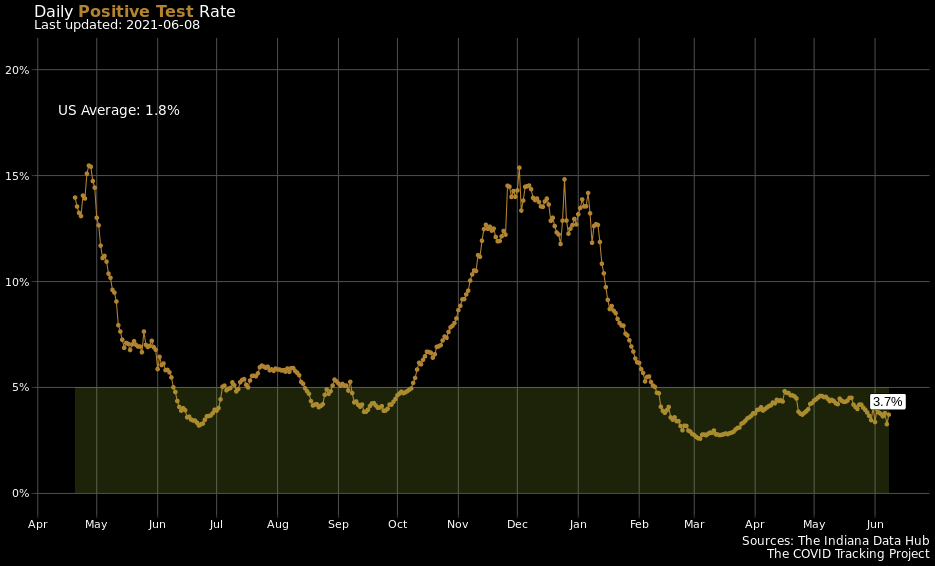 Daily Positive Test Rate
Last updated: 2021-06-08
20%
US Average: 1.8%
15%
10%
5%
3.7%
0%
Apr May Jun Jul Aug Sep Oct Nov Dec Jan Feb Mar Apr May Jun
Sources: The Indiana Data Hub
The COVID Tracking Project